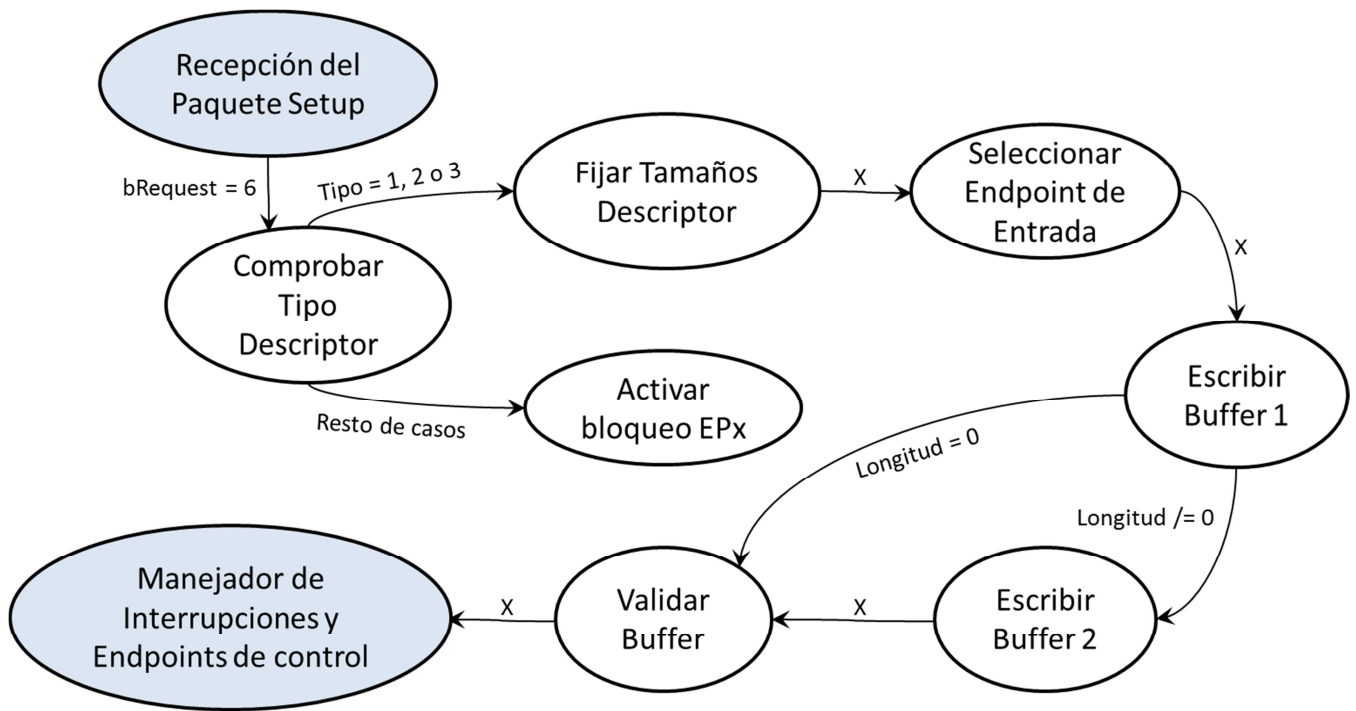 Recepción del
Paquete Setup
bRequest = 6
Tipo = 1, 2 o 3
Fijar Tamaños
Descriptor
X
Seleccionar
Endpoint de
Entrada
X
Comprobar
Tipo
Descriptor
Resto de casos
Activar
bloqueo EPx
Escribir
Buffer 1
Longitud = 0
Longitud /= 0
Escribir
Buffer 2
X
Validar
Buffer
X
Manejador de
Interrupciones y
Endpoints de control